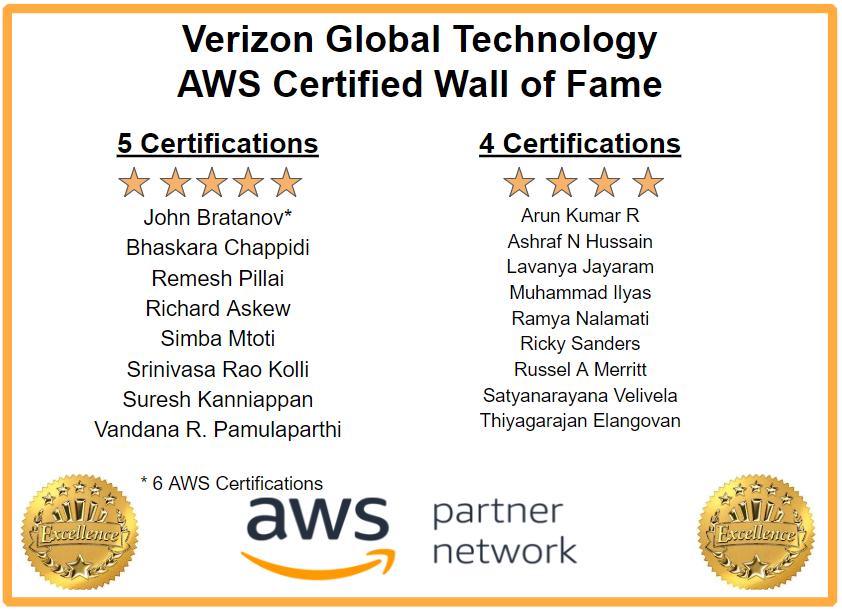 Verizon Global Technology
AWS Certified Wall of Fame
5 Certifications
John Bratanov*
Bhaskara Chappidi
Remesh Pillai
Richard Askew
Simba Mtoti
Srinivasa Rao Kolli
Suresh Kanniappan
Vandana R. Pamulaparthi
* 6 AWS Certifications
4 Certifications
Arun Kumar R
Ashraf N Hussain
Lavanya Jayaram
Muhammad Ilyas
Ramya Nalamati
Ricky Sanders
Russel A Merritt
Satyanarayana Velivela
Thiyagarajan Elangovan
Excellence
aws
partner
network
Excellence